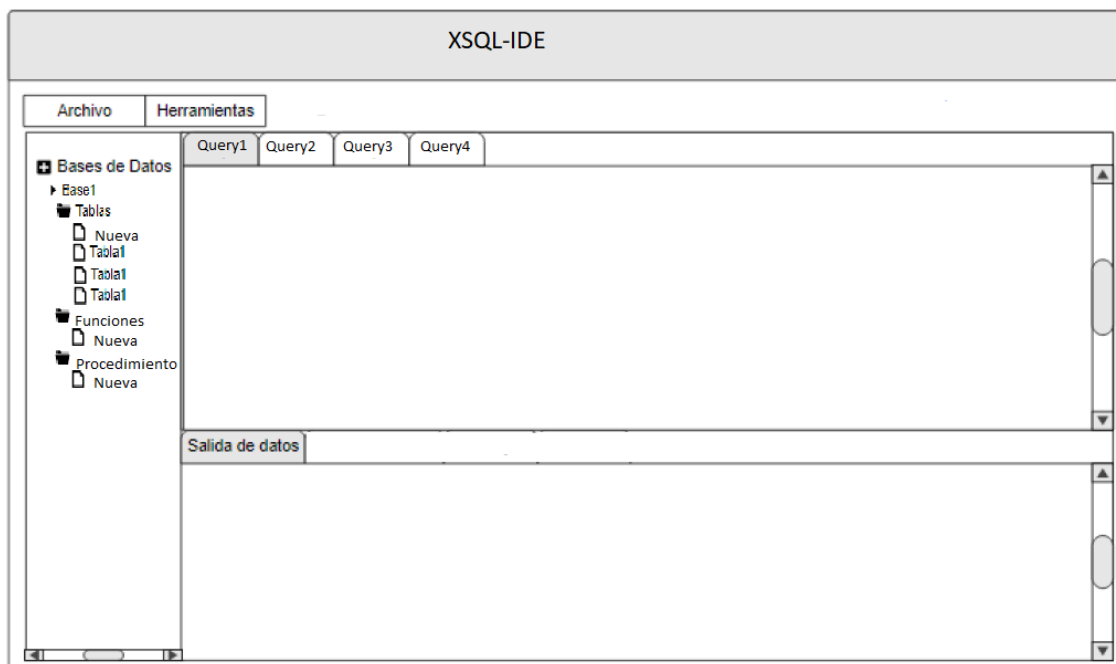 XSQL-IDE
Archivo Herramientas
Query1 Query2 Query3 Query4
Bases de Datos
Base1
Tablas
Nueva
Tabla1
Tabla1
Tabla1
Funciones
Nueva
Procedimiento
Nueva
Salida de datos